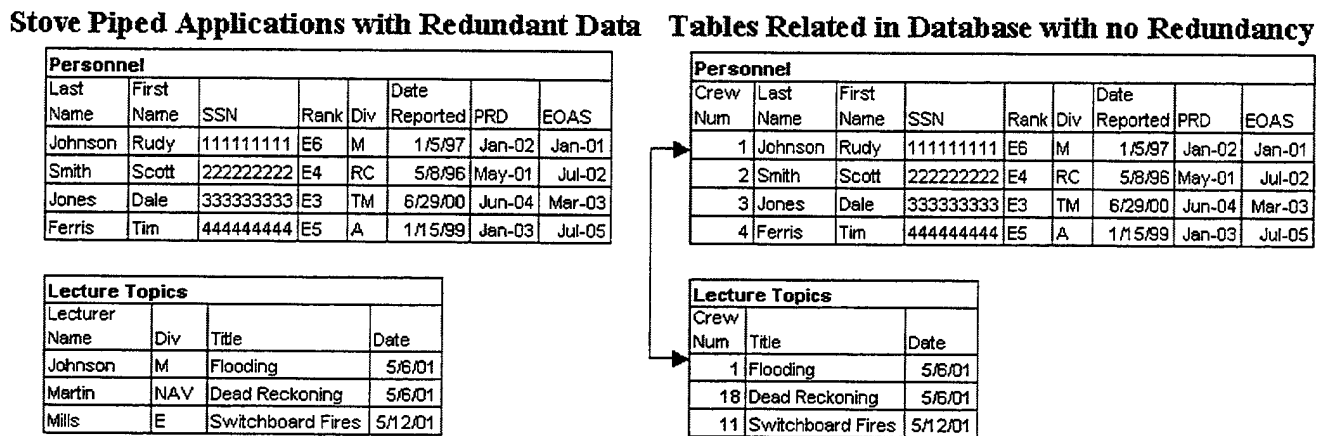 Stove Piped Applications with Redundant Data
Personnel
Last Name First Name SSN Rank Div Date Reported PRD EOAS
Johnson Rudy 111111111 E6 M 1/5/97 Jan-02 Jan-01
Smith Scott 222222222 E4 RC 5/8/96 May-01 Jul-02
Jones Dale 333333333 E3 TM 6/29/00 Jun-04 Mar-03
Ferris Tim 444444444 E5 A 1/15/99 Jan-03 Jul-05
Lecture Topics
Lecturer Name Div Title Date
Johnson M Flooding 5/6/01
Martin NAV Dead Reckoning 5/6/01
Mills E Switchboard Fires 5/12/01
Tables Related in Database with no Redundancy
Personnel
Crew Num Last Name First Name SSN Rank Div Date Reported PRD EOAS
1 Johnson Rudy 111111111 E6 M 1/5/97 Jan-02 Jan-01
2 Smith Scott 222222222 E4 RC 5/8/96 May-01 Jul-02
3 Jones Dale 333333333 E3 TM 6/29/00 Jun-04 Mar-03
4 Ferris Tim 444444444 E5 A 1/15/99 Jan-03 Jul-05
Lecture Topics
Crew Num Title Date
1 Flooding 5/6/01
18 Dead Reckoning 5/6/01
11 Switchboard Fires 5/12/01